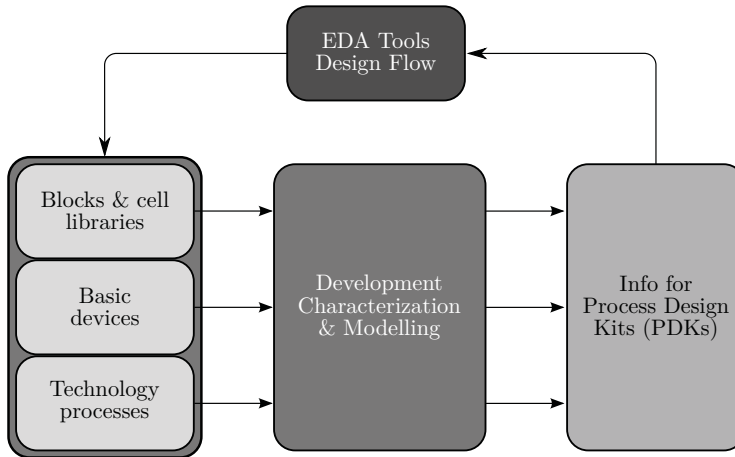 EDA Tools
Design Flow
Blocks & cell
libraries
Basic
devices
Technology
processes
Development
Characterization
& Modelling
Info for
Process Design
Kits (PDKs)